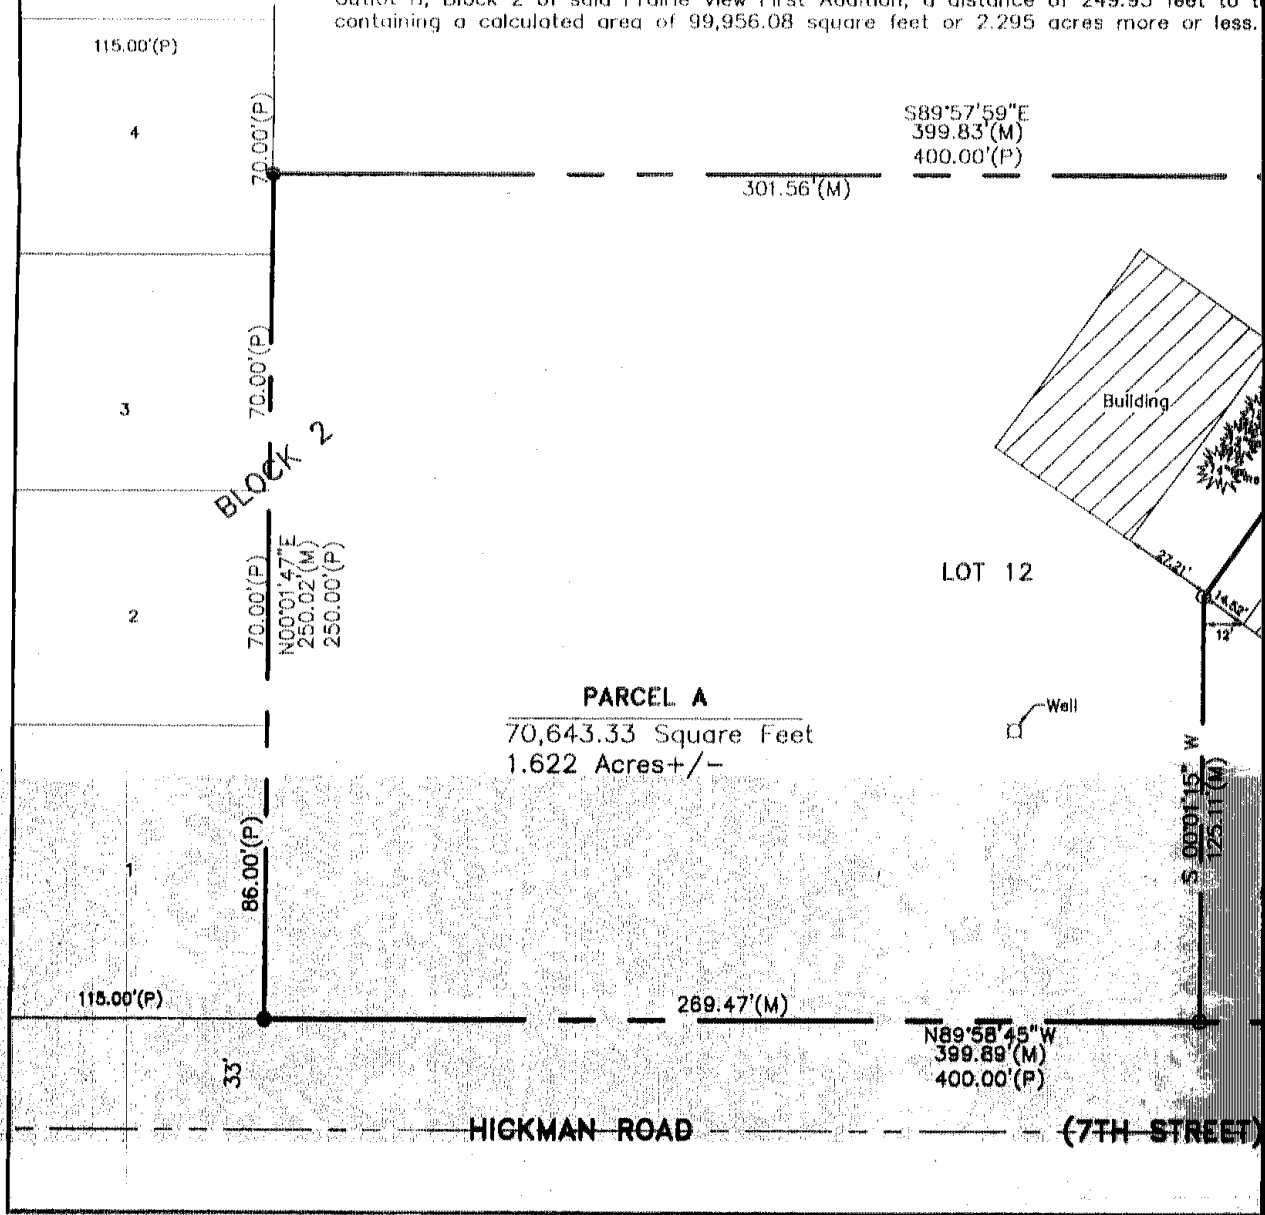 containing a calculated area of 99,956.08 square feet or 2.295 acres more or less.
115.00'(P)
4
70.00'(P)
S89°57'59"E
399.83'(M)
400.00'(P)
301.56'(M)
70.00'(P)
3
BLOCK 2
Building
70.00'(P)
N00°01'47"E
250.02'(M)
250.00'(P)
2
LOT 12
27.21'
14.52'
12'
PARCEL A
70,643.33 Square Feet
1.622 Acres+/-
Well
S 00°01'15" W
125.11'(M)
86.00'(P)
1
115.00'(P)
269.47'(M)
N89°58'45"W
399.89'(M)
400.00'(P)
33'
HICKMAN ROAD
(7TH STREET)